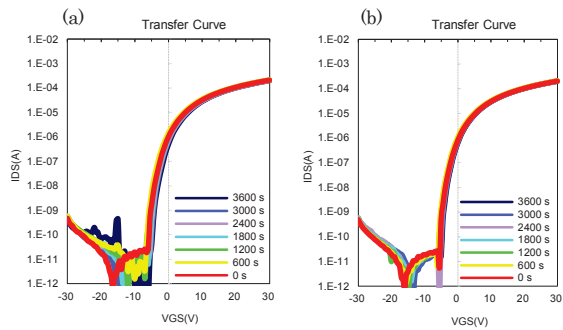 (a)
Transfer Curve
1.E-02
1.E-03
1.E-04
1.E-05
1.E-06
1.E-07
1.E-08
1.E-09
1.E-10
1.E-11
1.E-12
IDS(A)
3600 s
3000 s
2400 s
1800 s
1200 s
600 s
0 s
-30 -20 -10 0 10 20 30
VGS(V)
(b)
Transfer Curve
1.E-02
1.E-03
1.E-04
1.E-05
1.E-06
1.E-07
1.E-08
1.E-09
1.E-10
1.E-11
1.E-12
IDS(A)
3600 s
3000 s
2400 s
1800 s
1200 s
600 s
0 s
-30 -20 -10 0 10 20 30
VGS(V)